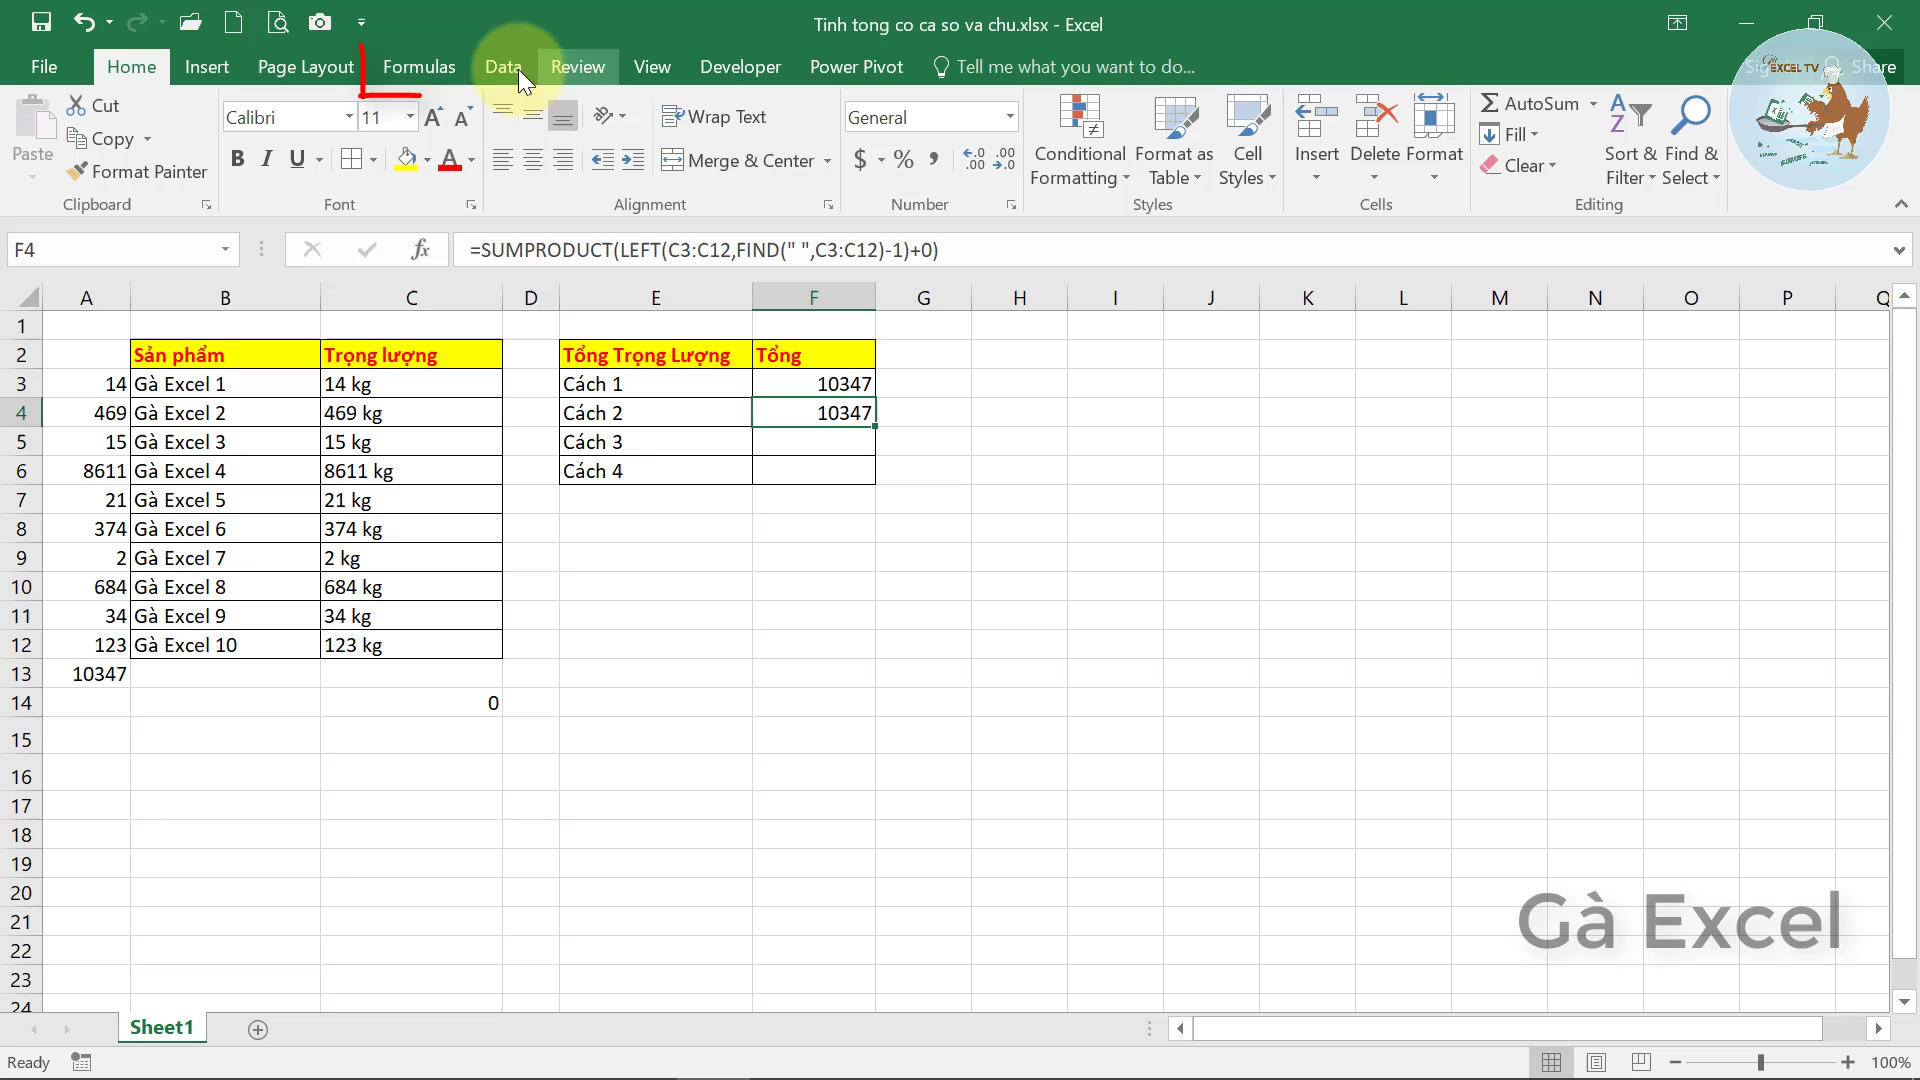 Tinh tong co ca so va chu.xlsx - Excel
File Home Insert Page Layout Formulas Data Review View Developer Power Pivot Tell me what you want to do... Share
EXCEL TV
Paste
Cut
Copy
Format Painter
Clipboard
Calibri 11
B I U
Font
Wrap Text
Merge & Center
Alignment
General
$ % ,
Number
Conditional Formatting
Format as Table
Cell Styles
Styles
Insert Delete Format
Cells
AutoSum
Fill
Clear
Sort & Filter
Find & Select
Editing
F4 fx =SUMPRODUCT(LEFT(C3:C12,FIND(" ",C3:C12)-1)+0)
A B C D E F G H I J K L M N O P Q
1
2 Sản phẩm Trọng lượng Tổng Trọng Lượng Tổng
3 14 Gà Excel 1 14 kg Cách 1 10347
4 469 Gà Excel 2 469 kg Cách 2 10347
5 15 Gà Excel 3 15 kg Cách 3
6 8611 Gà Excel 4 8611 kg Cách 4
7 21 Gà Excel 5 21 kg
8 374 Gà Excel 6 374 kg
9 2 Gà Excel 7 2 kg
10 684 Gà Excel 8 684 kg
11 34 Gà Excel 9 34 kg
12 123 Gà Excel 10 123 kg
13 10347
14 0
15
16
17
18
19
20
21
22
23
24
Gà Excel
Sheet1
Ready 100%